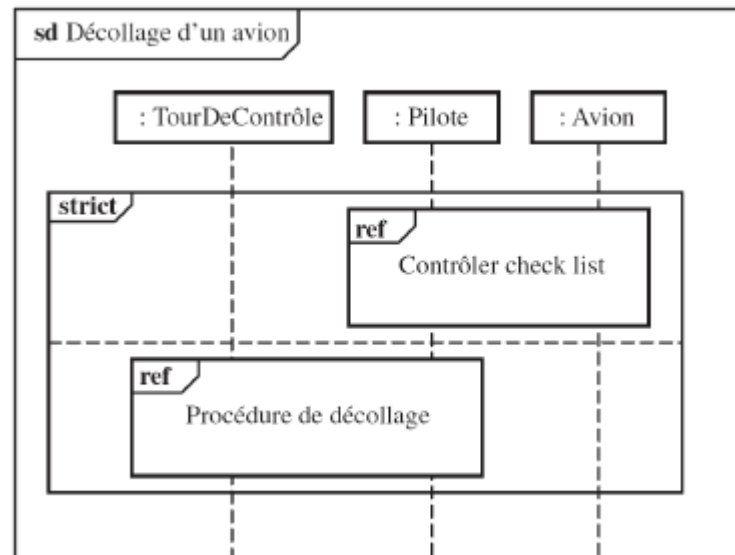 sd Décollage d'un avion
: TourDeContrôle : Pilote : Avion
strict
ref
Contrôler check list
ref
Procédure de décollage